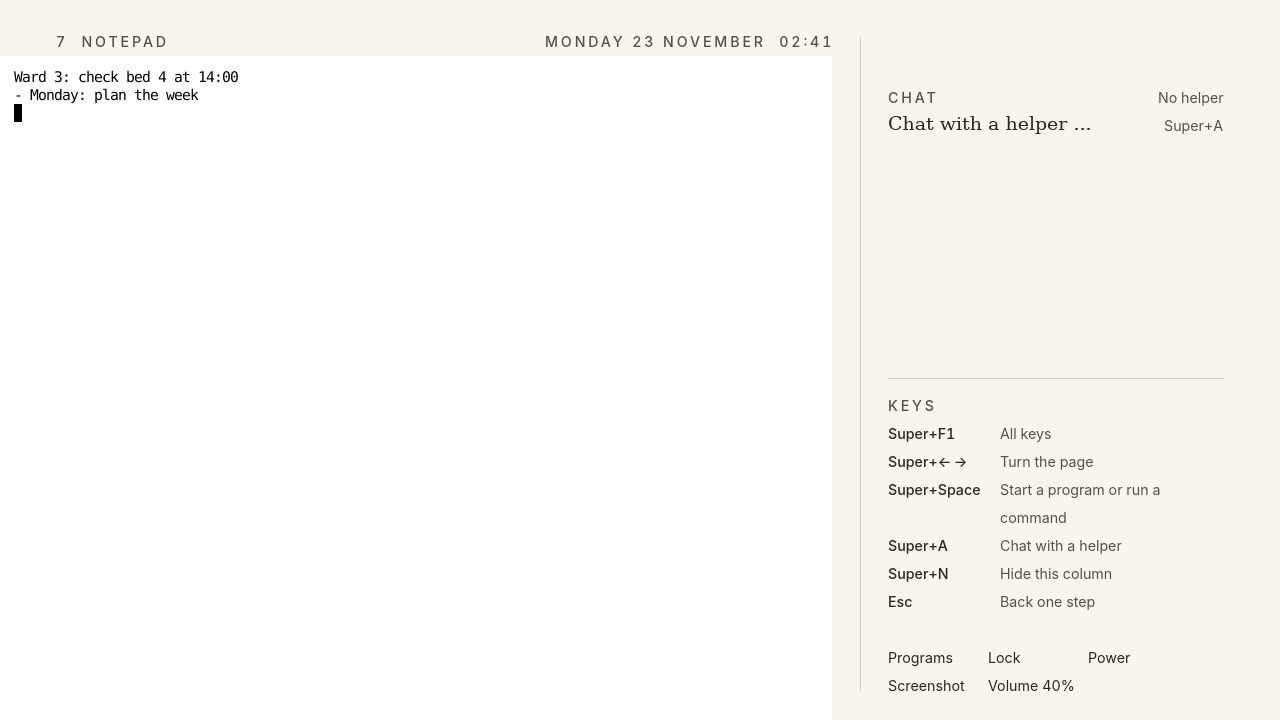 7 NOTEPAD
MONDAY 23 NOVEMBER 02:41
Ward 3: check bed 4 at 14:00
- Monday: plan the week
CHAT
No helper
Chat with a helper ...
Super+A
KEYS
Super+F1 All keys
Super+← → Turn the page
Super+Space Start a program or run a
command
Super+A Chat with a helper
Super+N Hide this column
Esc Back one step
Programs Lock Power
Screenshot Volume 40%